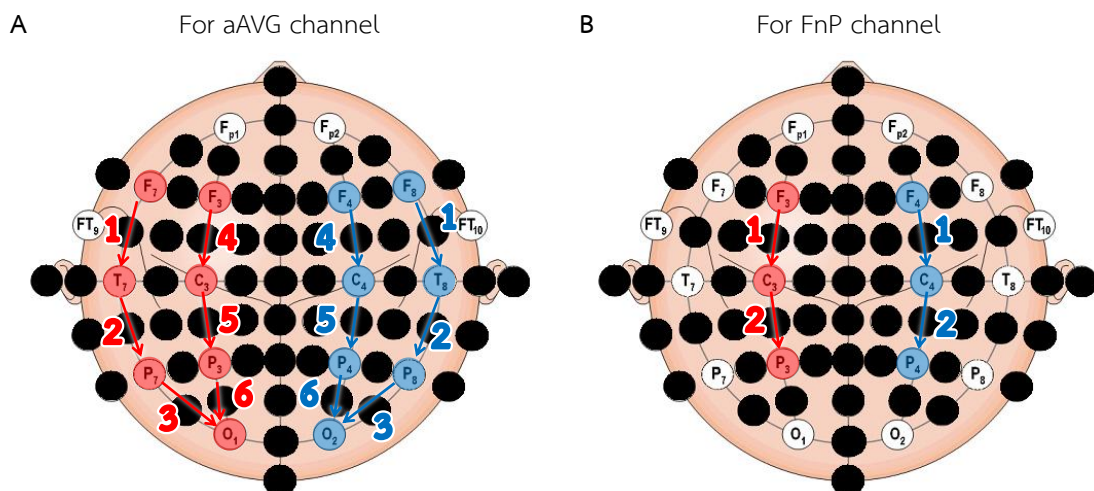 A For aAVG channel
Fp1 Fp2
F7 F3 F4 F8
FT9 1 4 4 1 FT10
T7 C3 C4 T8
2 5 5 2
P7 P3 P4 P8
3 6 6 3
O1 O2
B For FnP channel
Fp1 Fp2
F7 F3 F4 F8
FT9 1 1 FT10
T7 C3 C4 T8
2 2
P7 P3 P4 P8
O1 O2